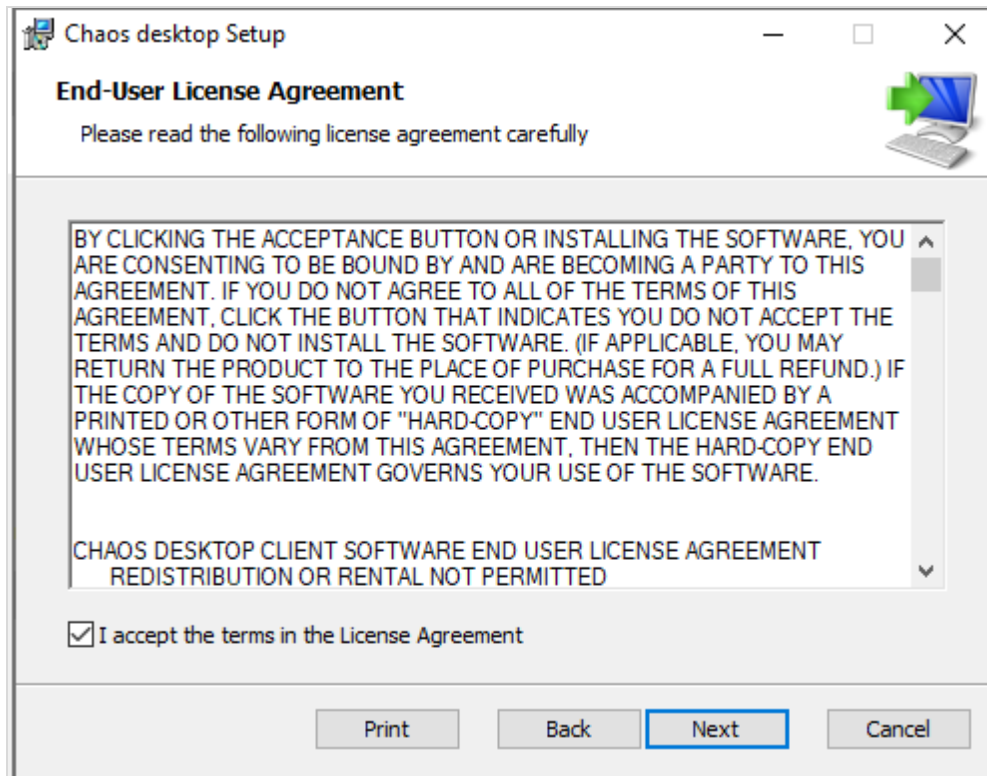 Chaos desktop Setup
End-User License Agreement
Please read the following license agreement carefully
BY CLICKING THE ACCEPTANCE BUTTON OR INSTALLING THE SOFTWARE, YOU
ARE CONSENTING TO BE BOUND BY AND ARE BECOMING A PARTY TO THIS
AGREEMENT. IF YOU DO NOT AGREE TO ALL OF THE TERMS OF THIS
AGREEMENT, CLICK THE BUTTON THAT INDICATES YOU DO NOT ACCEPT THE
TERMS AND DO NOT INSTALL THE SOFTWARE. (IF APPLICABLE, YOU MAY
RETURN THE PRODUCT TO THE PLACE OF PURCHASE FOR A FULL REFUND.) IF
THE COPY OF THE SOFTWARE YOU RECEIVED WAS ACCOMPANIED BY A
PRINTED OR OTHER FORM OF "HARD-COPY" END USER LICENSE AGREEMENT
WHOSE TERMS VARY FROM THIS AGREEMENT, THEN THE HARD-COPY END
USER LICENSE AGREEMENT GOVERNS YOUR USE OF THE SOFTWARE.
CHAOS DESKTOP CLIENT SOFTWARE END USER LICENSE AGREEMENT
REDISTRIBUTION OR RENTAL NOT PERMITTED
I accept the terms in the License Agreement
Print Back Next Cancel